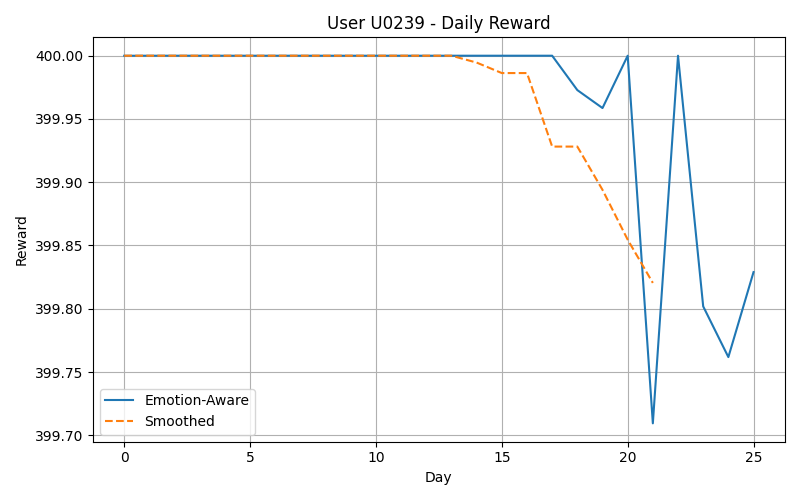 User U0239 - Daily Reward
400.00
399.95
399.90
399.85
399.80
399.75
399.70
Reward
Emotion-Aware
Smoothed
0 5 10 15 20 25
Day